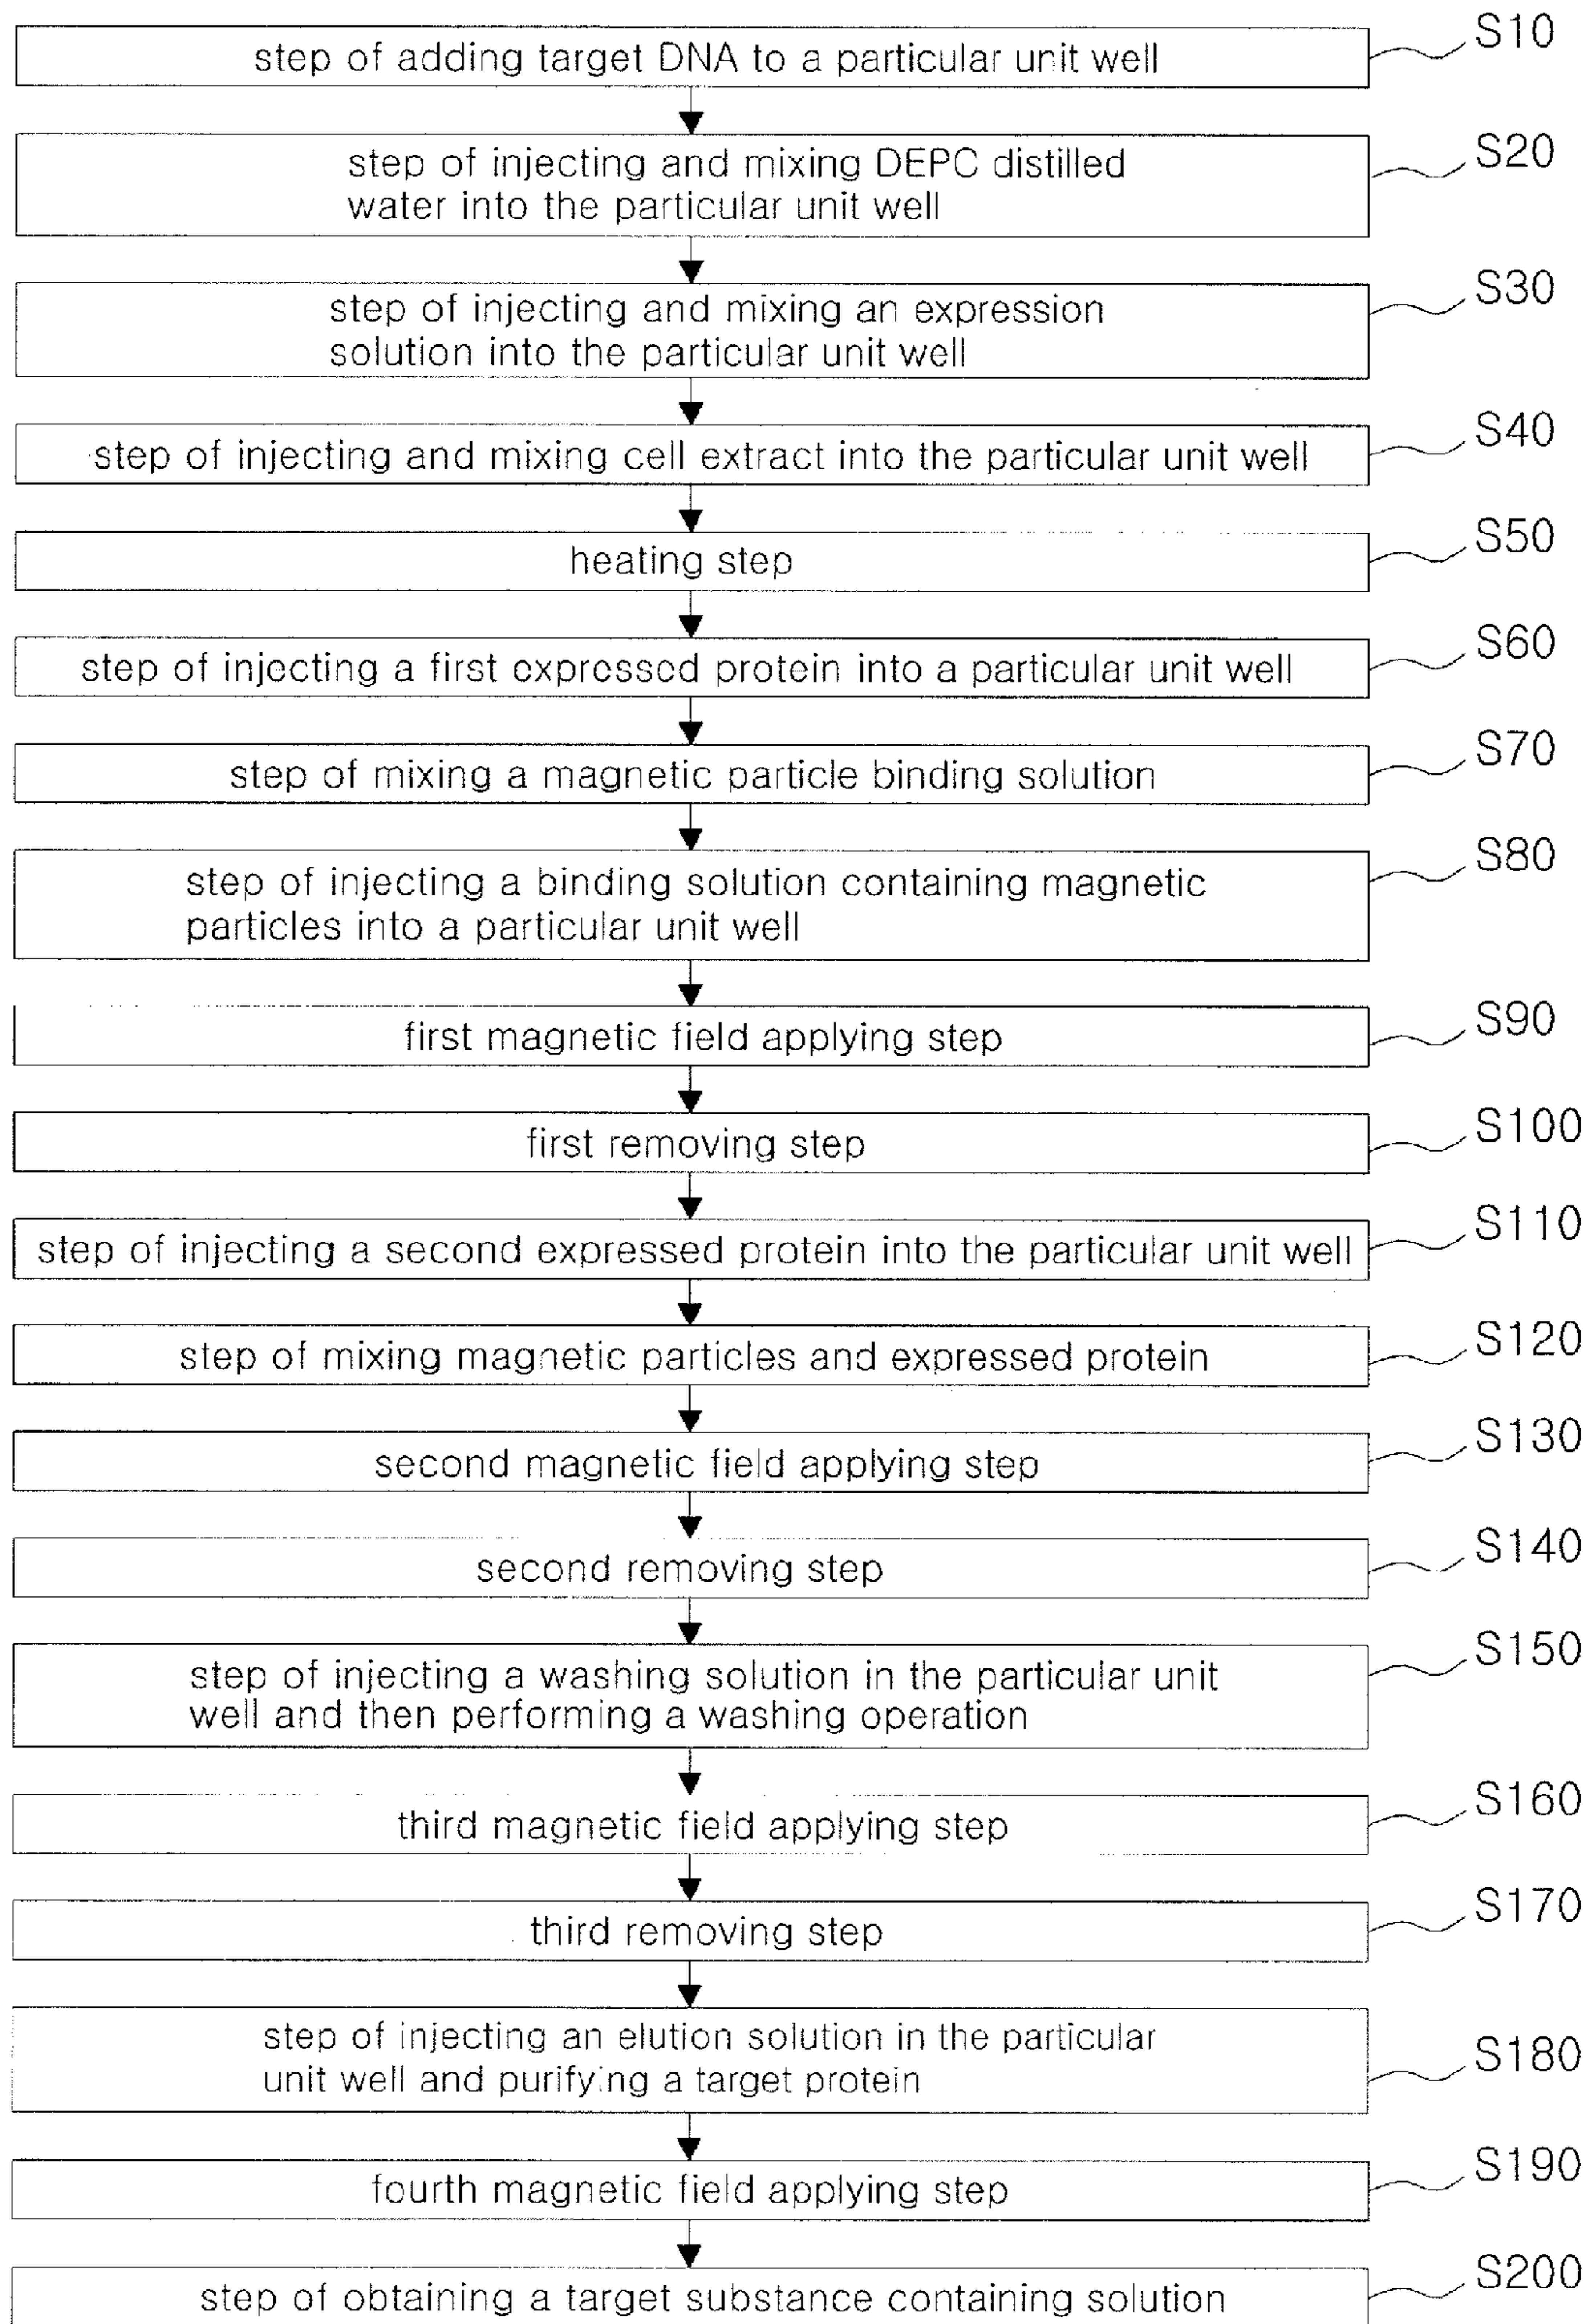 S10
step of adding target DNA to a particular unit well
S20
step of injecting and mixing DEPC distilled
water into the particular unit well
S30
step of injecting and mixing an expression
solution into the particular unit well
S40
step of injecting and mixing cell extract into the particular unit well
S50
heating step
S60
step of injecting a first expressed protein into a particular unit well
S70
step of mixing a magnetic particle binding solution
S80
step of injecting a binding solution containing magnetic
particles into a particular unit well
S90
first magnetic field applying step
S100
first removing step
S110
step of injecting a second expressed protein into the particular unit well
S120
step of mixing magnetic particles and expressed protein
S130
second magnetic field applying step
S140
second removing step
S150
step of injecting a washing solution in the particular unit
well and then performing a washing operation
S160
third magnetic field applying step
S170
third removing step
S180
step of injecting an elution solution in the particular
unit well and purifying a target protein
S190
fourth magnetic field applying step
S200
step of obtaining a target substance containing solution